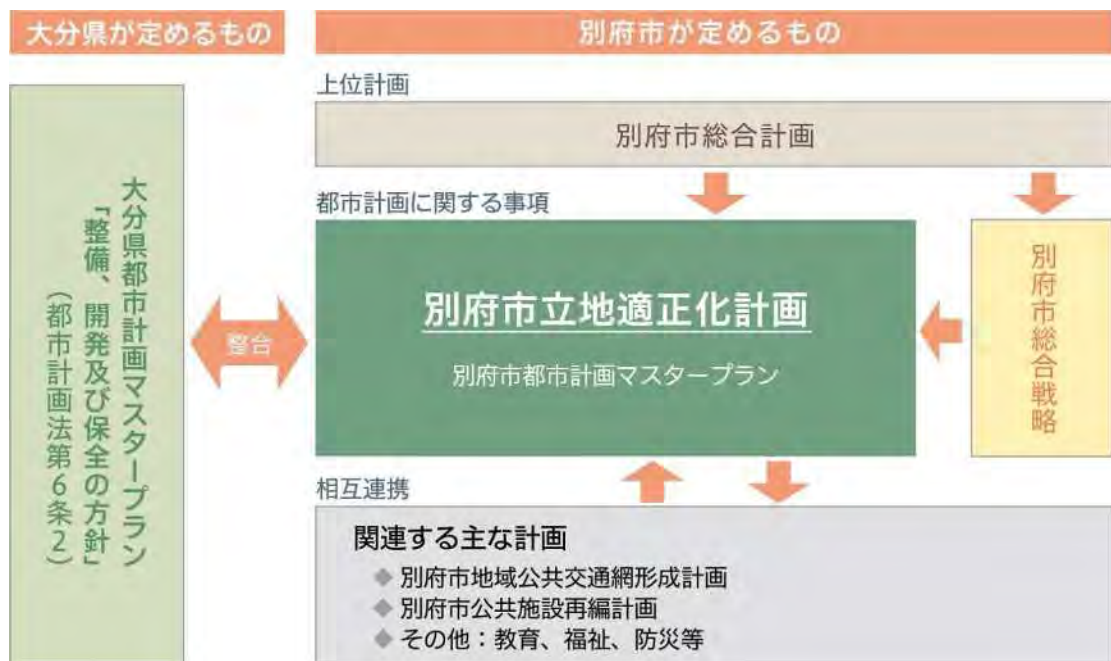 大分県が定めるもの
別府市が定めるもの
大分県都市計画マスタープラン
「整備、開発及び保全の方針」
（都市計画法第6条2）
整合
上位計画
別府市総合計画
都市計画に関する事項
別府市立地適正化計画
別府市都市計画マスタープラン
別府市総合戦略
相互連携
関連する主な計画
◆ 別府市地域公共交通網形成計画
◆ 別府市公共施設再編計画
◆ その他：教育、福祉、防災等